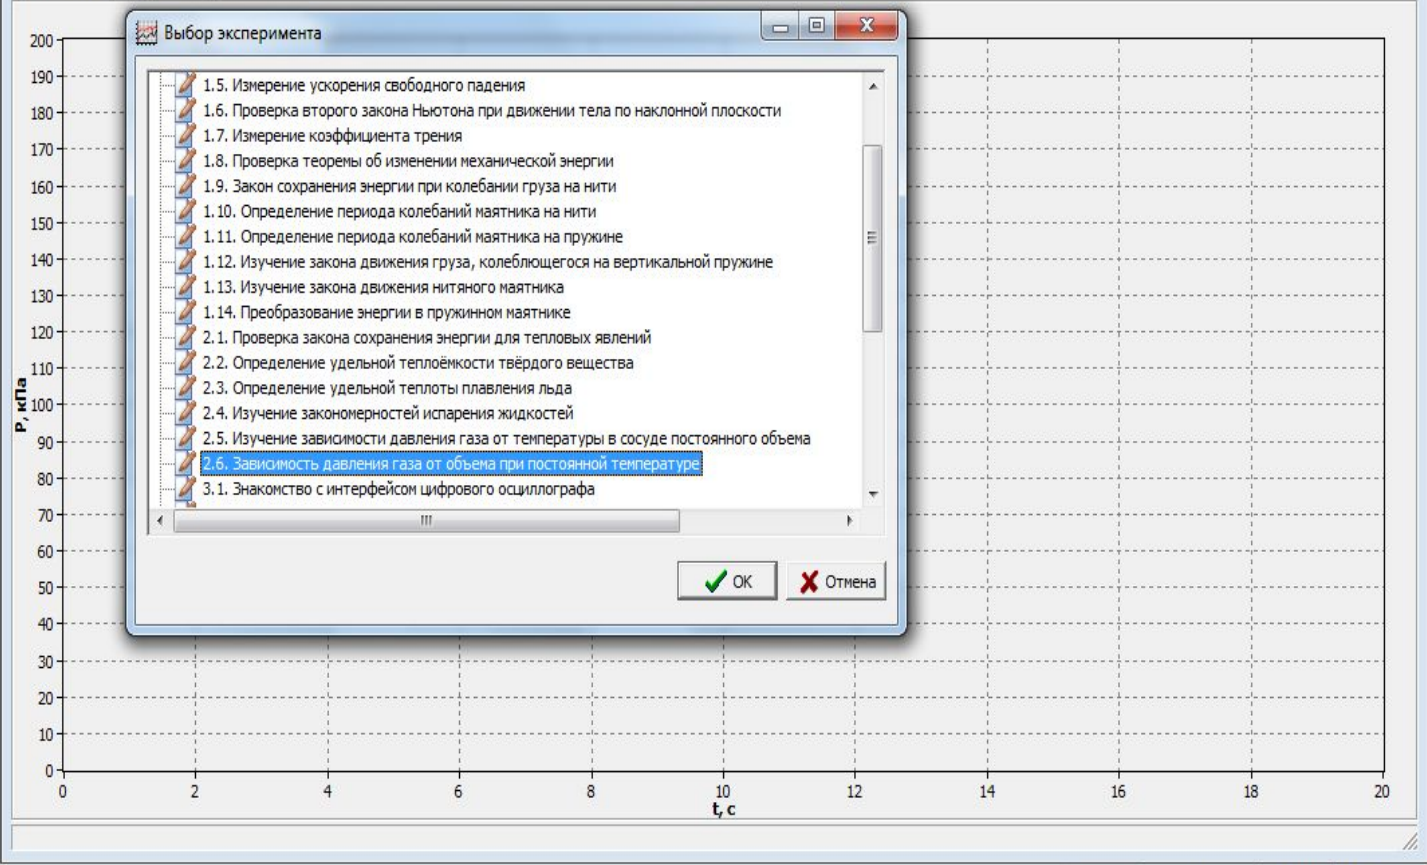 Выбор эксперимента
1.5. Измерение ускорения свободного падения
1.6. Проверка второго закона Ньютона при движении тела по наклонной плоскости
1.7. Измерение коэффициента трения
1.8. Проверка теоремы об изменении механической энергии
1.9. Закон сохранения энергии при колебании груза на нити
1.10. Определение периода колебаний маятника на нити
1.11. Определение периода колебаний маятника на пружине
1.12. Изучение закона движения груза, колеблющегося на вертикальной пружине
1.13. Изучение закона движения нитяного маятника
1.14. Преобразование энергии в пружинном маятнике
2.1. Проверка закона сохранения энергии для тепловых явлений
2.2. Определение удельной теплоёмкости твёрдого вещества
2.3. Определение удельной теплоты плавления льда
2.4. Изучение закономерностей испарения жидкостей
2.5. Изучение зависимости давления газа от температуры в сосуде постоянного объема
2.6. Зависимость давления газа от объема при постоянной температуре
3.1. Знакомство с интерфейсом цифрового осциллографа
OK
Отмена
P, кПа
200
190
180
170
160
150
140
130
120
110
100
90
80
70
60
50
40
30
20
10
0
0 2 4 6 8 10 12 14 16 18 20
t, с